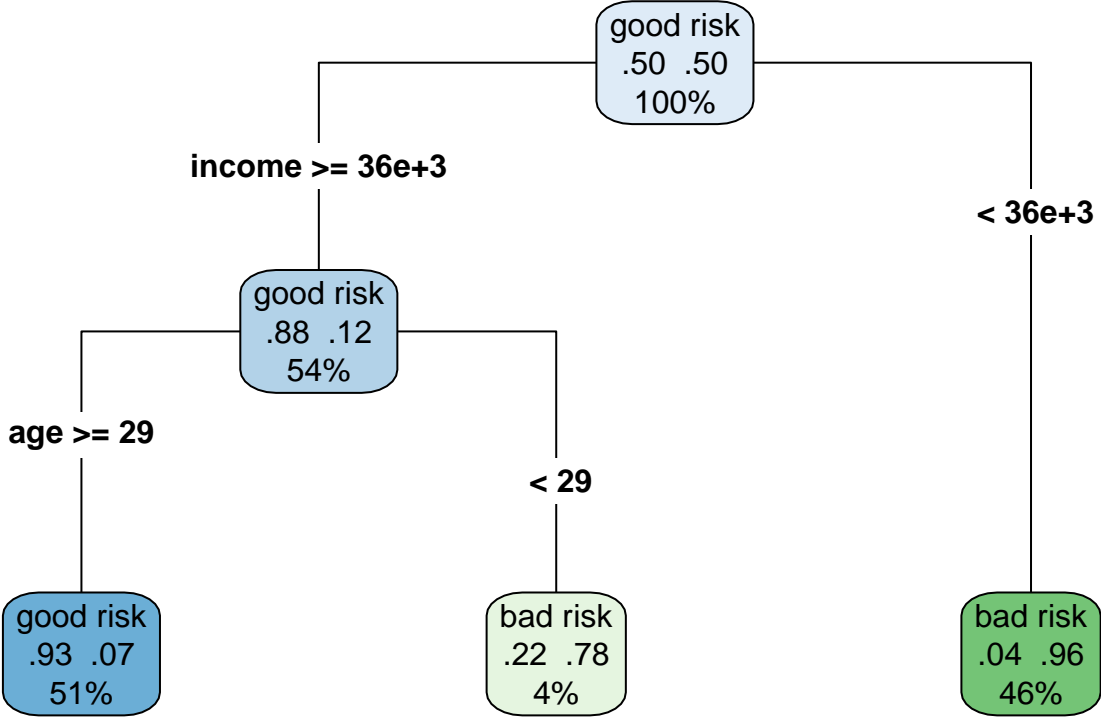 good risk
.50 .50
100%
income >= 36e+3
< 36e+3
good risk
.88 .12
54%
age >= 29
< 29
good risk
.93 .07
51%
bad risk
.22 .78
4%
bad risk
.04 .96
46%